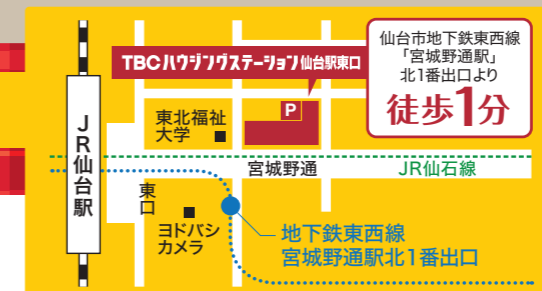 TBCハウジングステーション仙台駅東口
仙台市地下鉄東西線
「宮城野通駅」
北1番出口より
徒歩1分
P
東北福祉
大学
JR仙台駅
宮城野通
JR仙石線
東口
ヨドバシ
カメラ
地下鉄東西線
宮城野通駅北1番出口